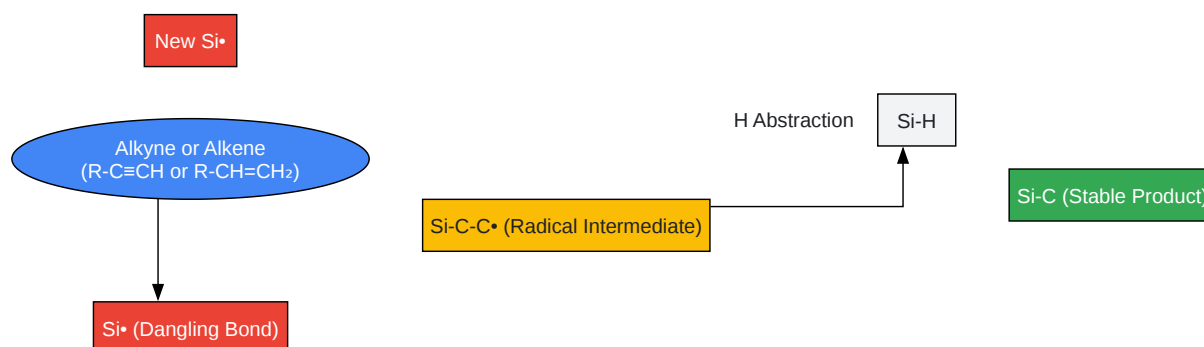 New Si•
Alkyne or Alkene
(R-C≡CH or R-CH=CH₂)
H Abstraction
Si-H
Si-C (Stable Product)
Si-C-C• (Radical Intermediate)
Si• (Dangling Bond)